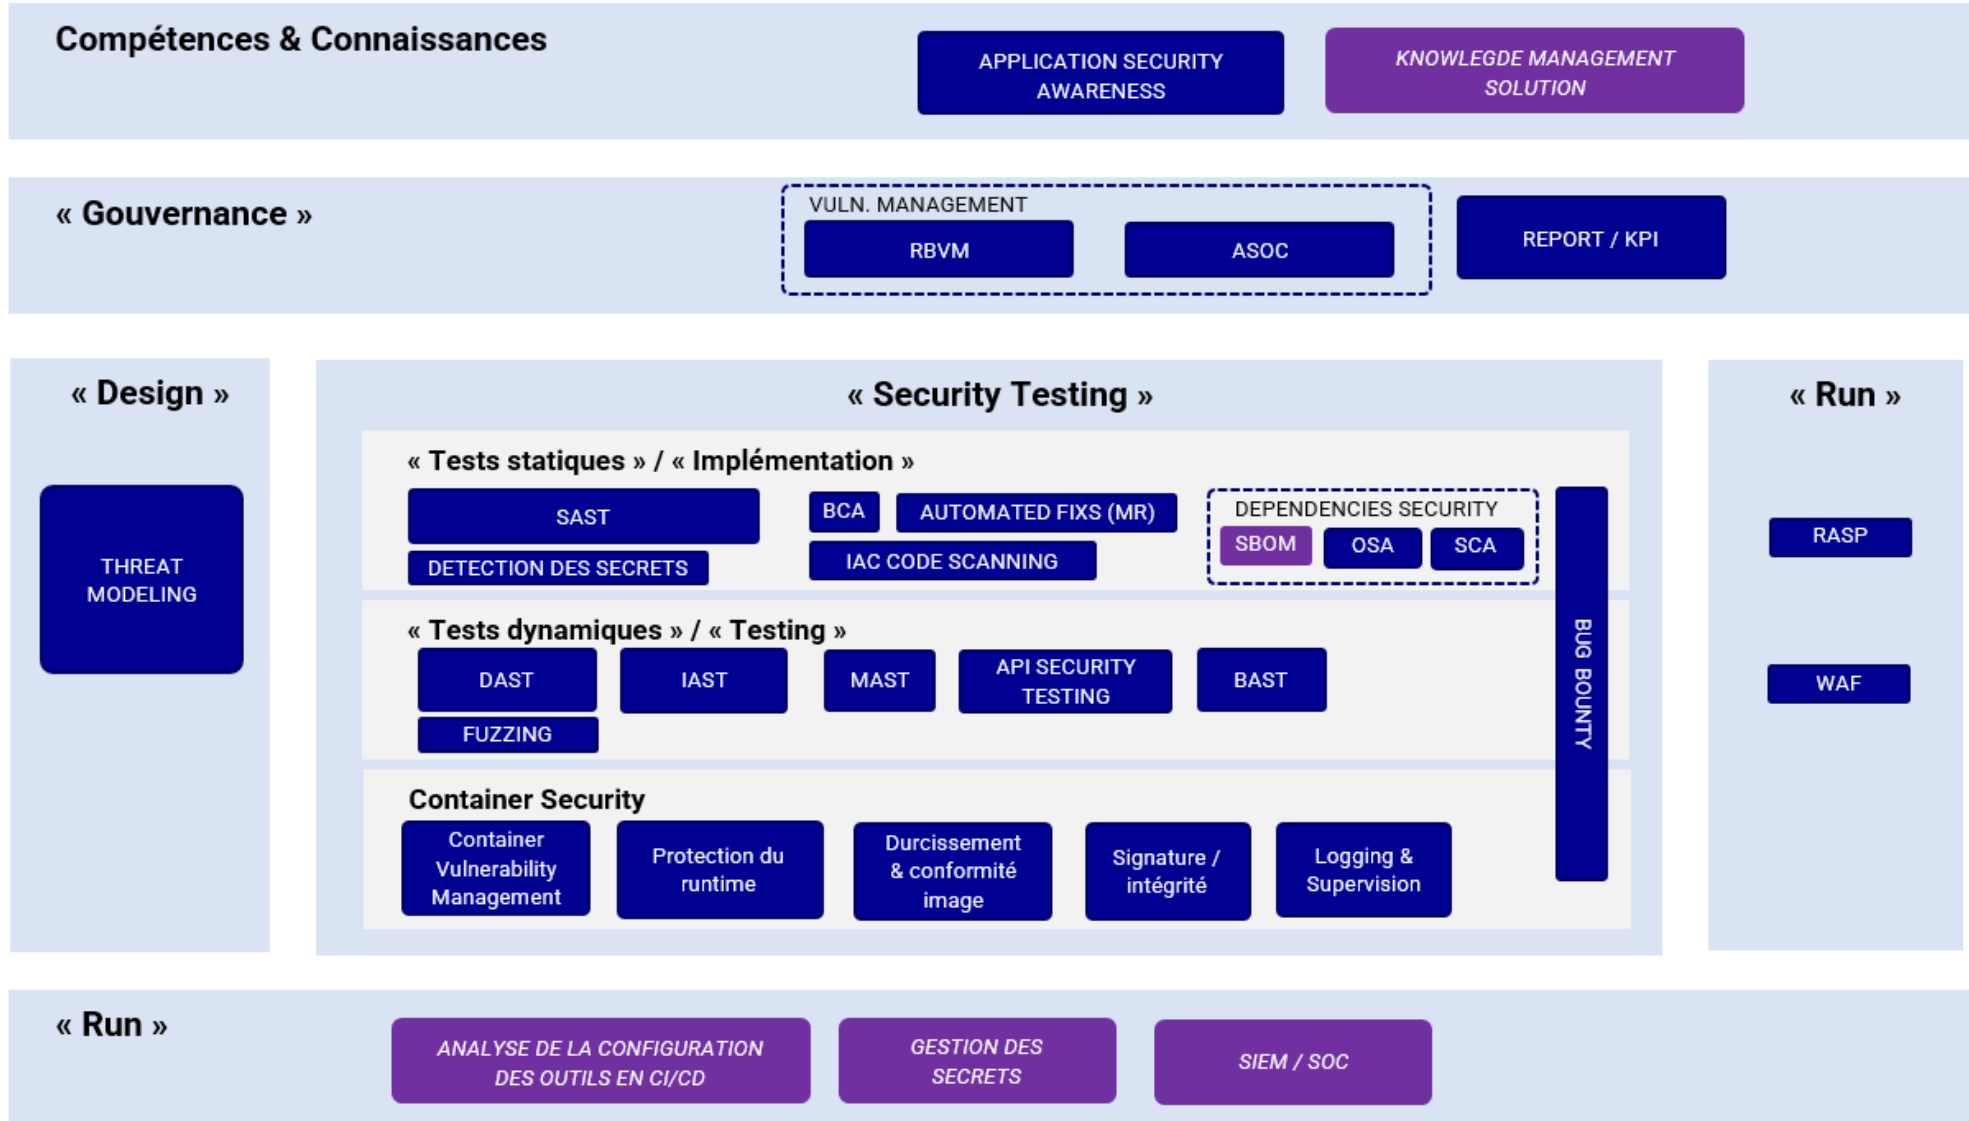 Compétences & Connaissances
APPLICATION SECURITY
AWARENESS
KNOWLEGDE MANAGEMENT
SOLUTION
« Gouvernance »
VULN. MANAGEMENT
RBVM
ASOC
REPORT / KPI
« Design »
THREAT
MODELING
« Security Testing »
« Tests statiques » / « Implémentation »
SAST
DETECTION DES SECRETS
BCA
AUTOMATED FIXS (MR)
IAC CODE SCANNING
DEPENDENCIES SECURITY
SBOM
OSA
SCA
« Tests dynamiques » / « Testing »
DAST
IAST
MAST
API SECURITY
TESTING
BAST
FUZZING
Container Security
Container
Vulnerability
Management
Protection du
runtime
Durcissement
& conformité
image
Signature /
intégrité
Logging &
Supervision
BUG BOUNTY
« Run »
RASP
WAF
« Run »
ANALYSE DE LA CONFIGURATION
DES OUTILS EN CI/CD
GESTION DES
SECRETS
SIEM / SOC